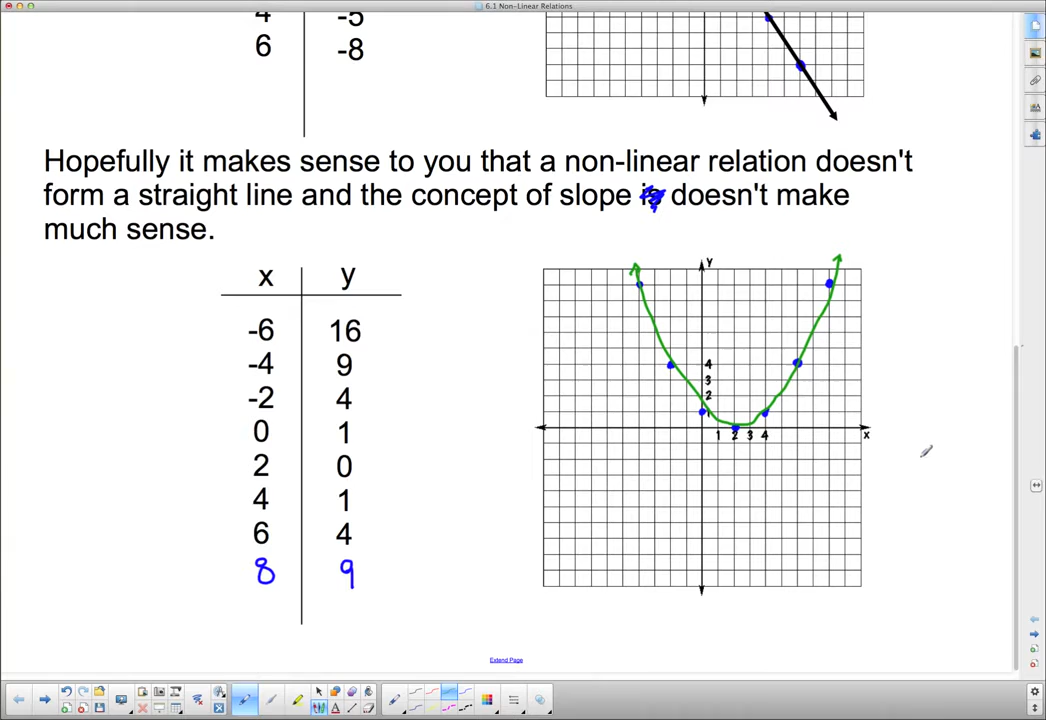 6.1 Non-Linear Relations
4 -5
6 -8
Hopefully it makes sense to you that a non-linear relation doesn't
form a straight line and the concept of slope is doesn't make
much sense.
x y
-6 16
-4 9
-2 4
0 1
2 0
4 1
6 4
8 9
Y
4
3
2
1
1 2 3 4 x
Extend Page